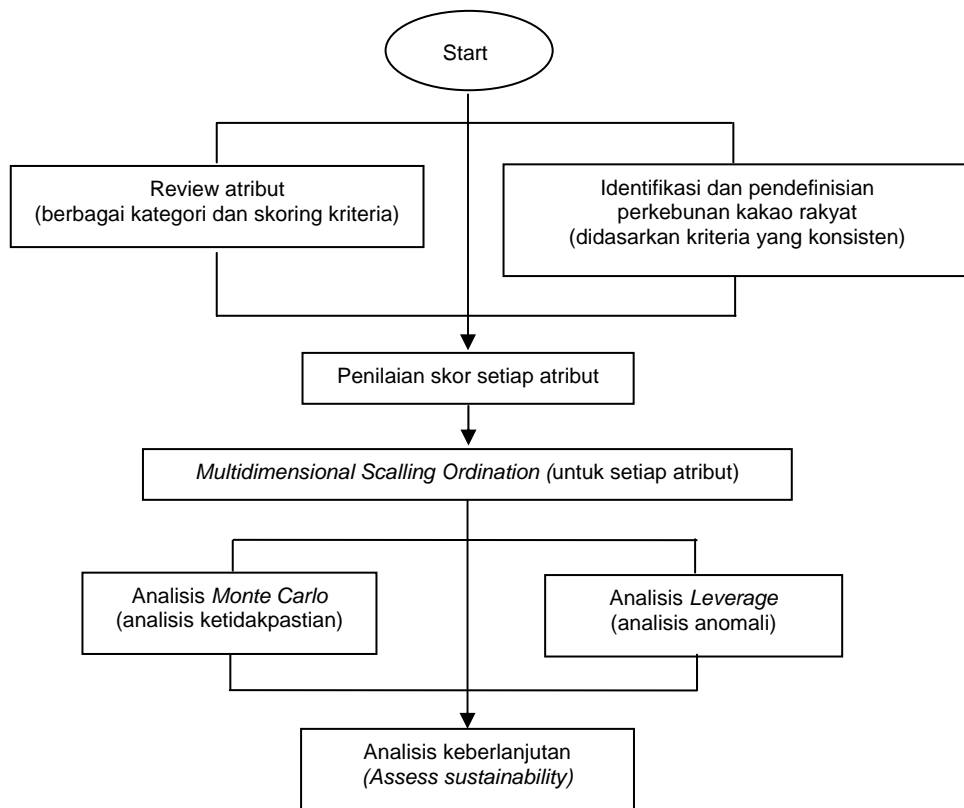 Start
Review atribut
(berbagai kategori dan skoring kriteria)
Identifikasi dan pendefinisian
perkebunan kakao rakyat
(didasarkan kriteria yang konsisten)
Penilaian skor setiap atribut
Multidimensional Scalling Ordination (untuk setiap atribut)
Analisis Monte Carlo
(analisis ketidakpastian)
Analisis Leverage
(analisis anomali)
Analisis keberlanjutan
(Assess sustainability)